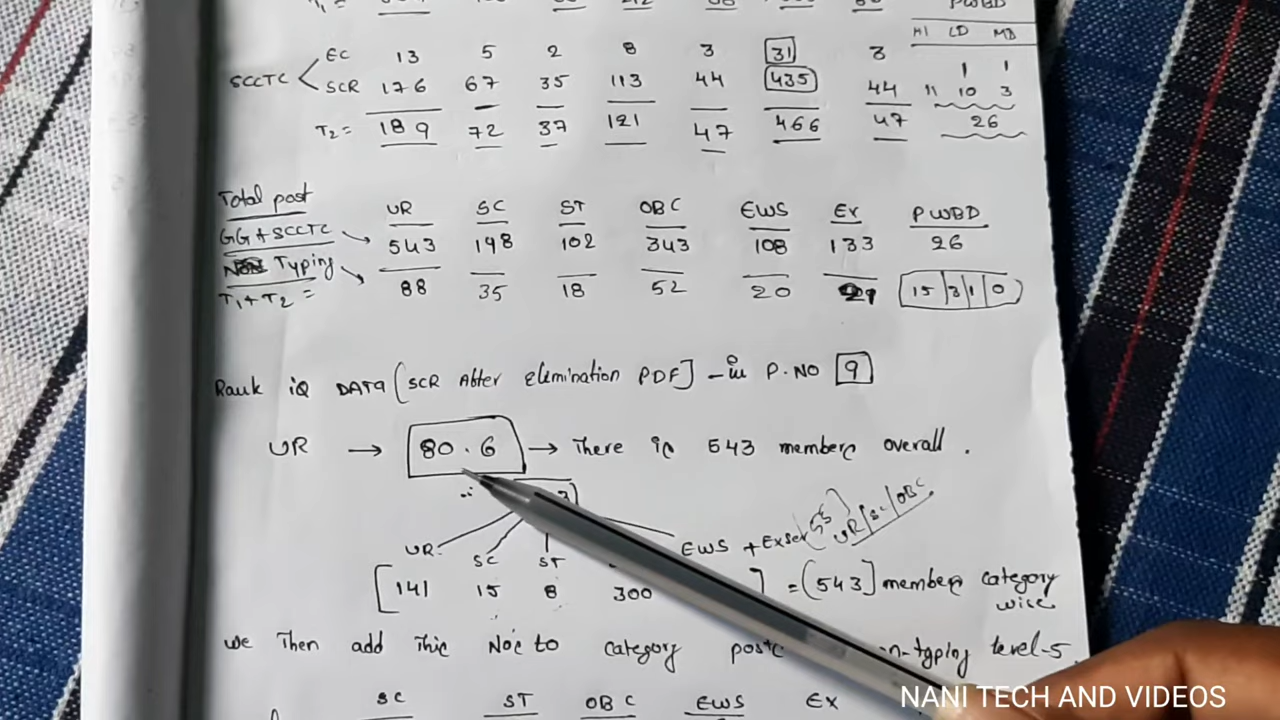 PWBD
HI LD MD
EC 13 5 2 8 3 31 3 1 1
SCCTC
SCR 176 67 35 113 44 435 44 11 10 3
T2 = 189 72 37 121 47 466 47 26
Total post
UR SC ST OBC EWS EX PWBD
GG + SCCTC 543 198 102 343 108 133 26
Typing
T1 + T2 = 88 35 18 52 20 15 3 1 0
Rank iQ DATA [SCR After Elemination PDF] - in P.NO 9
UR → 80.6 → There is 543 members overall.
UR SC ST EWS + Exser UR/SC/OBC
[141 15 8 300 ] = (543] members category wise
we Then add This No's to category posts n-typing level-5
SC ST OBC EWS EX
NANI TECH AND VIDEOS